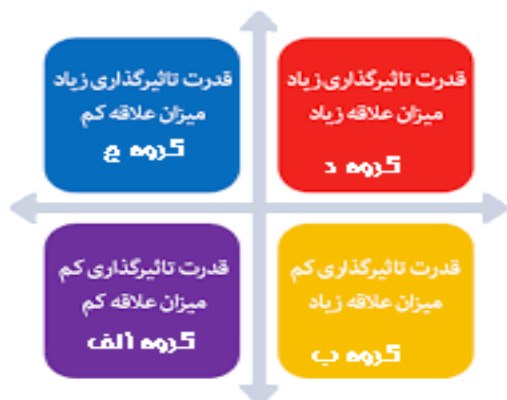 قدرت تاثیرگذاری زیاد
میزان علاقه زیاد
گروه د
قدرت تاثیرگذاری زیاد
میزان علاقه کم
گروه ج
قدرت تاثیرگذاری کم
میزان علاقه زیاد
گروه ب
قدرت تاثیرگذاری کم
میزان علاقه کم
گروه الف